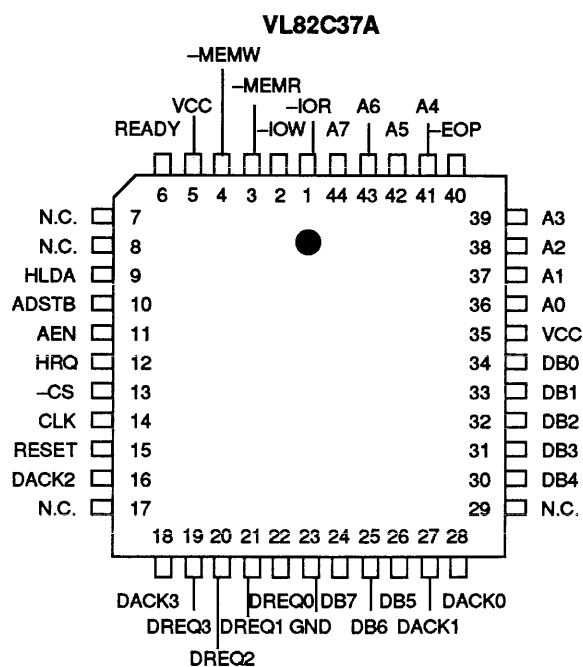 VL82C37A
–MEMW
–MEMR
VCC –IOR A6 A4
READY –IOW A7 A5 –EOP
6 5 4 3 2 1 44 43 42 41 40
N.C. 7 39 A3
N.C. 8 38 A2
HLDA 9 37 A1
ADSTB 10 36 A0
AEN 11 35 VCC
HRQ 12 34 DB0
–CS 13 33 DB1
CLK 14 32 DB2
RESET 15 31 DB3
DACK2 16 30 DB4
N.C. 17 29 N.C.
18 19 20 21 22 23 24 25 26 27 28
DACK3 DREQ0 DB7 DB5 DACK0
DREQ3 DREQ1 GND DB6 DACK1
DREQ2